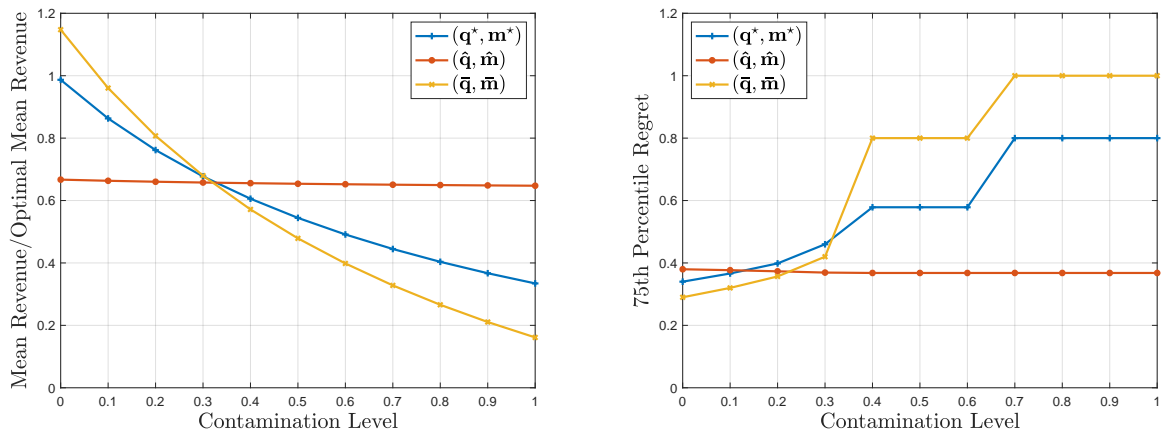 Mean Revenue/Optimal Mean Revenue
1.2
1
0.8
0.6
0.4
0.2
0
0 0.1 0.2 0.3 0.4 0.5 0.6 0.7 0.8 0.9 1
Contamination Level
(q⋆, m⋆)
(q̂, m̂)
(q̄, m̄)
75th Percentile Regret
1.2
1
0.8
0.6
0.4
0.2
0
0 0.1 0.2 0.3 0.4 0.5 0.6 0.7 0.8 0.9 1
Contamination Level
(q⋆, m⋆)
(q̂, m̂)
(q̄, m̄)